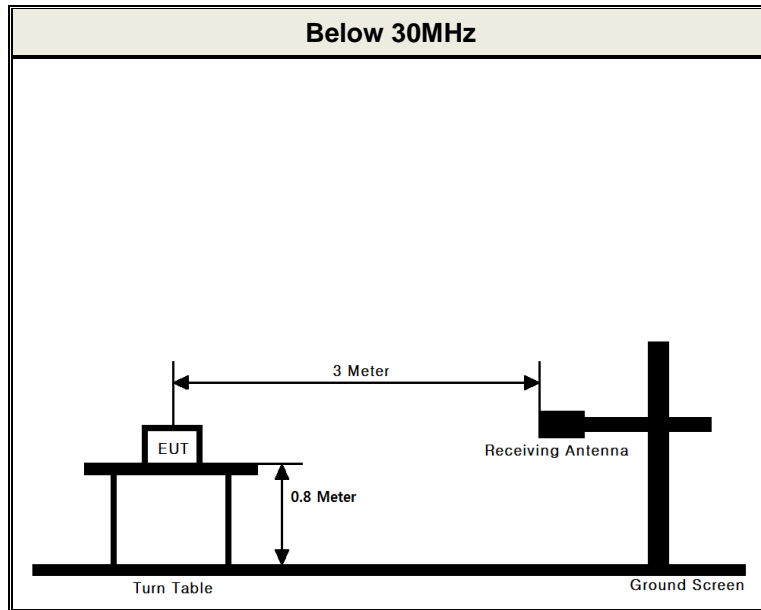 Below 30MHz
3 Meter
EUT
Receiving Antenna
0.8 Meter
Turn Table
Ground Screen